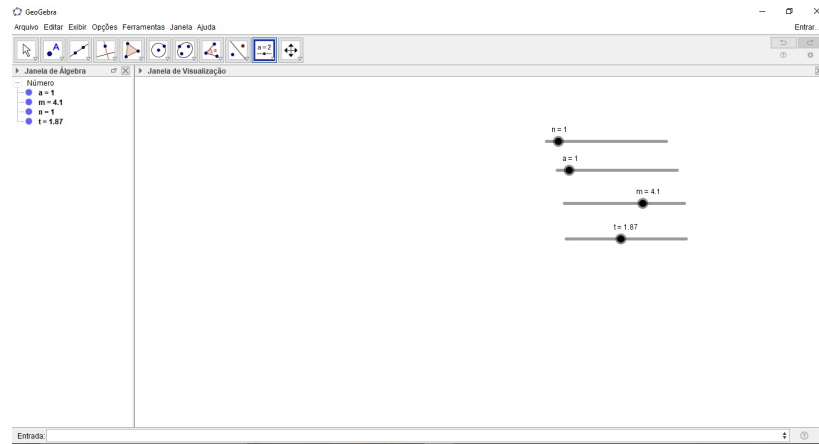 GeoGebra
Arquivo Editar Exibir Opções Ferramentas Janela Ajuda
Entrar...
A
a = 2
Janela de Álgebra
Janela de Visualização
Número
a = 1
m = 4.1
n = 1
t = 1.87
n = 1
a = 1
m = 4.1
t = 1.87
Entrada: